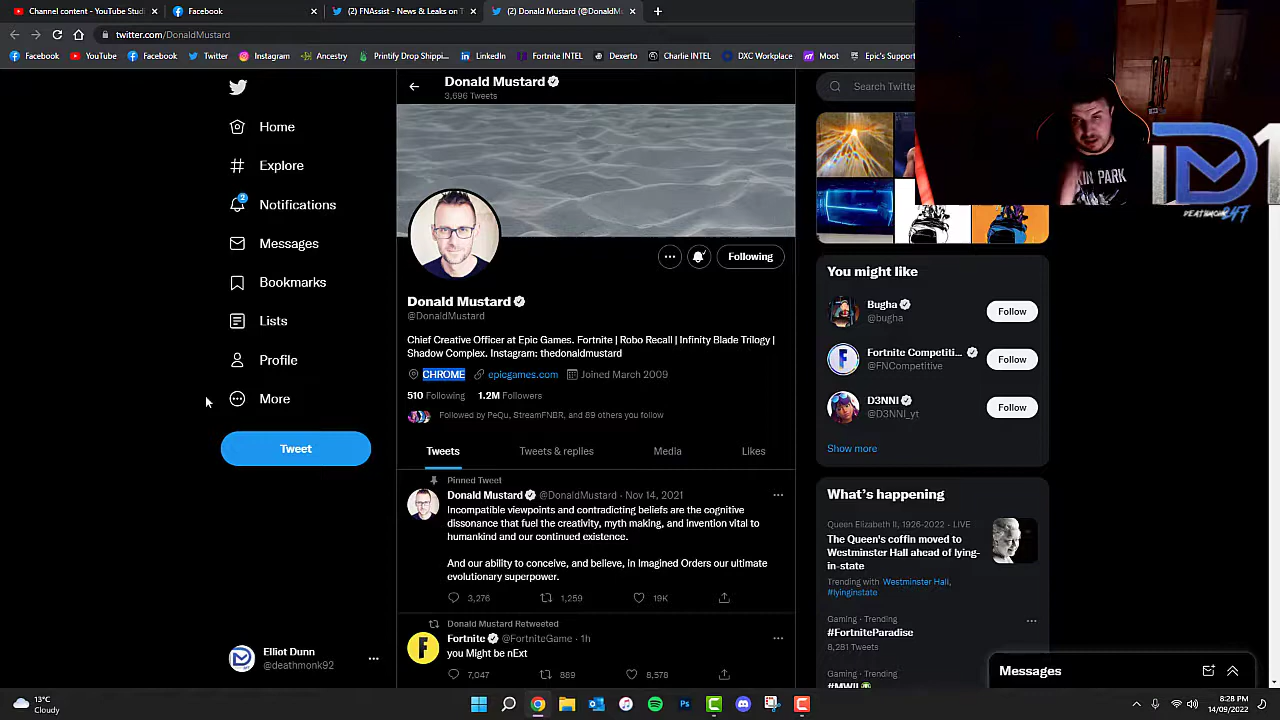 Channel content - YouTube Studi
Facebook
(2) FNAssist - News & Leaks on T
(2) Donald Mustard (@DonaldMu
twitter.com/DonaldMustard
Facebook
YouTube
Facebook
Twitter
Instagram
Ancestry
Printify Drop Shippi...
LinkedIn
Fortnite INTEL
Dexerto
Charlie INTEL
DXC Workplace
Moot
Epic's Support
Donald Mustard
3,696 Tweets
Search Twitte
Home
Explore
2
Notifications
Messages
Bookmarks
Lists
Profile
More
Tweet
Elliot Dunn
@deathmonk92
Following
Donald Mustard
@DonaldMustard
Chief Creative Officer at Epic Games. Fortnite | Robo Recall | Infinity Blade Trilogy |
Shadow Complex. Instagram: thedonaldmustard
CHROME epicgames.com Joined March 2009
510 Following 1.2M Followers
Followed by PeQu, StreamFNBR, and 89 others you follow
Tweets Tweets & replies Media Likes
Pinned Tweet
Donald Mustard @DonaldMustard - Nov 14, 2021
Incompatible viewpoints and contradicting beliefs are the cognitive
dissonance that fuel the creativity, myth making, and invention vital to
humankind and our continued existence.
And our ability to conceive, and believe, in Imagined Orders our ultimate
evolutionary superpower.
3,276 1,259 19K
Donald Mustard Retweeted
Fortnite @FortniteGame · 1h
you Might be nExt
7,047 889 8,578
KIN PARK
DEATHMONK 247
You might like
Bugha
@bugha
Follow
Fortnite Competiti...
@FNCompetitive
Follow
D3NNI
@D3NNI_yt
Follow
Show more
What's happening
Queen Elizabeth II, 1926-2022 - LIVE
The Queen's coffin moved to
Westminster Hall ahead of lying-
in-state
Trending with Westminster Hall,
#lyinginstate
Gaming · Trending
#FortniteParadise
8,281 Tweets
Gaming · Trending
#MWII
Messages
13°C
Cloudy
8:28 PM
14/09/2022